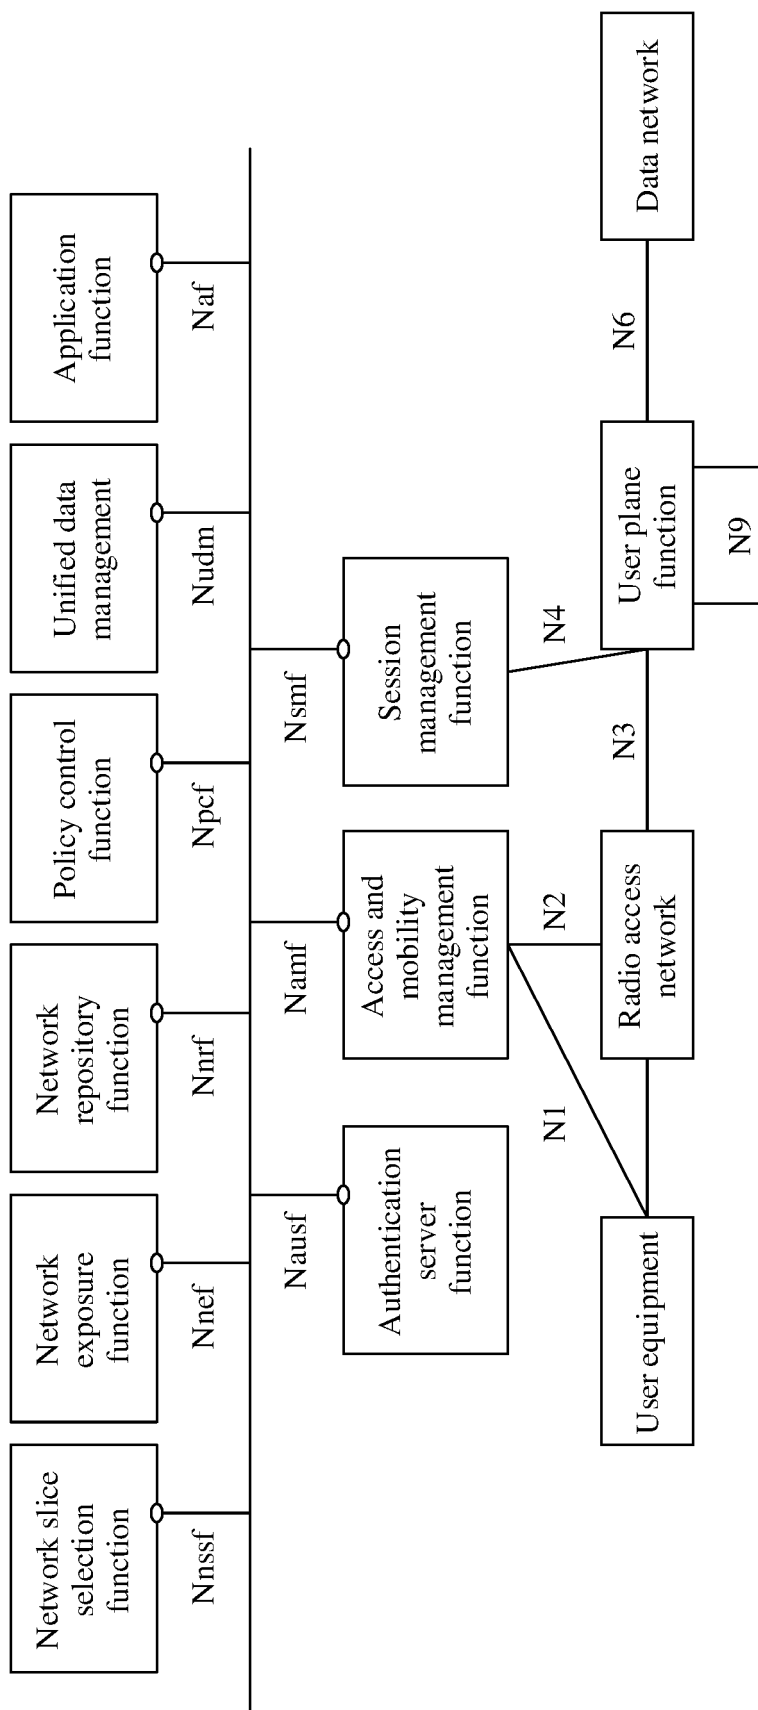 Network slice
selection
function
Network
exposure
function
Network
repository
function
Policy control
function
Unified data
management
Application
function
Nnssf
Nnef
Nnrf
Npcf
Nudm
Naf
Nausf
Namf
Nsmf
Authentication
server
function
Access and
mobility
management
function
Session
management
function
N1
N2
N4
User equipment
Radio access
network
N3
User plane
function
N6
Data network
N9